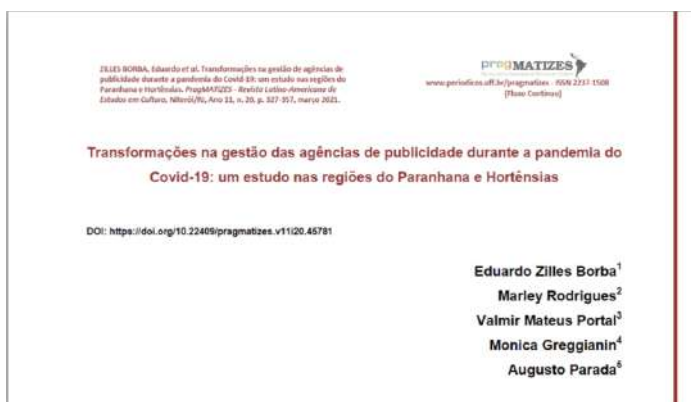 ZILLES BORBA, Eduardo et al. Transformações na gestão de agências de
publicidade durante a pandemia do Covid-19: um estudo nas regiões do
Paranhana e Hortênsias. PragMATIZES - Revista Latino-Americana de
Estudos em Cultura, Niterói/RJ, Ano 11, n. 20, p. 327-357, março 2021.
progMATIZES
www.periodicos.uff.br/pragmatizes - ISSN 2237-1508
(Fluxo Contínuo)
Transformações na gestão das agências de publicidade durante a pandemia do
Covid-19: um estudo nas regiões do Paranhana e Hortênsias
DOI: https://doi.org/10.22409/pragmatizes.v11i20.45781
Eduardo Zilles Borba1
Marley Rodrigues2
Valmir Mateus Portal3
Monica Greggianin4
Augusto Parada5